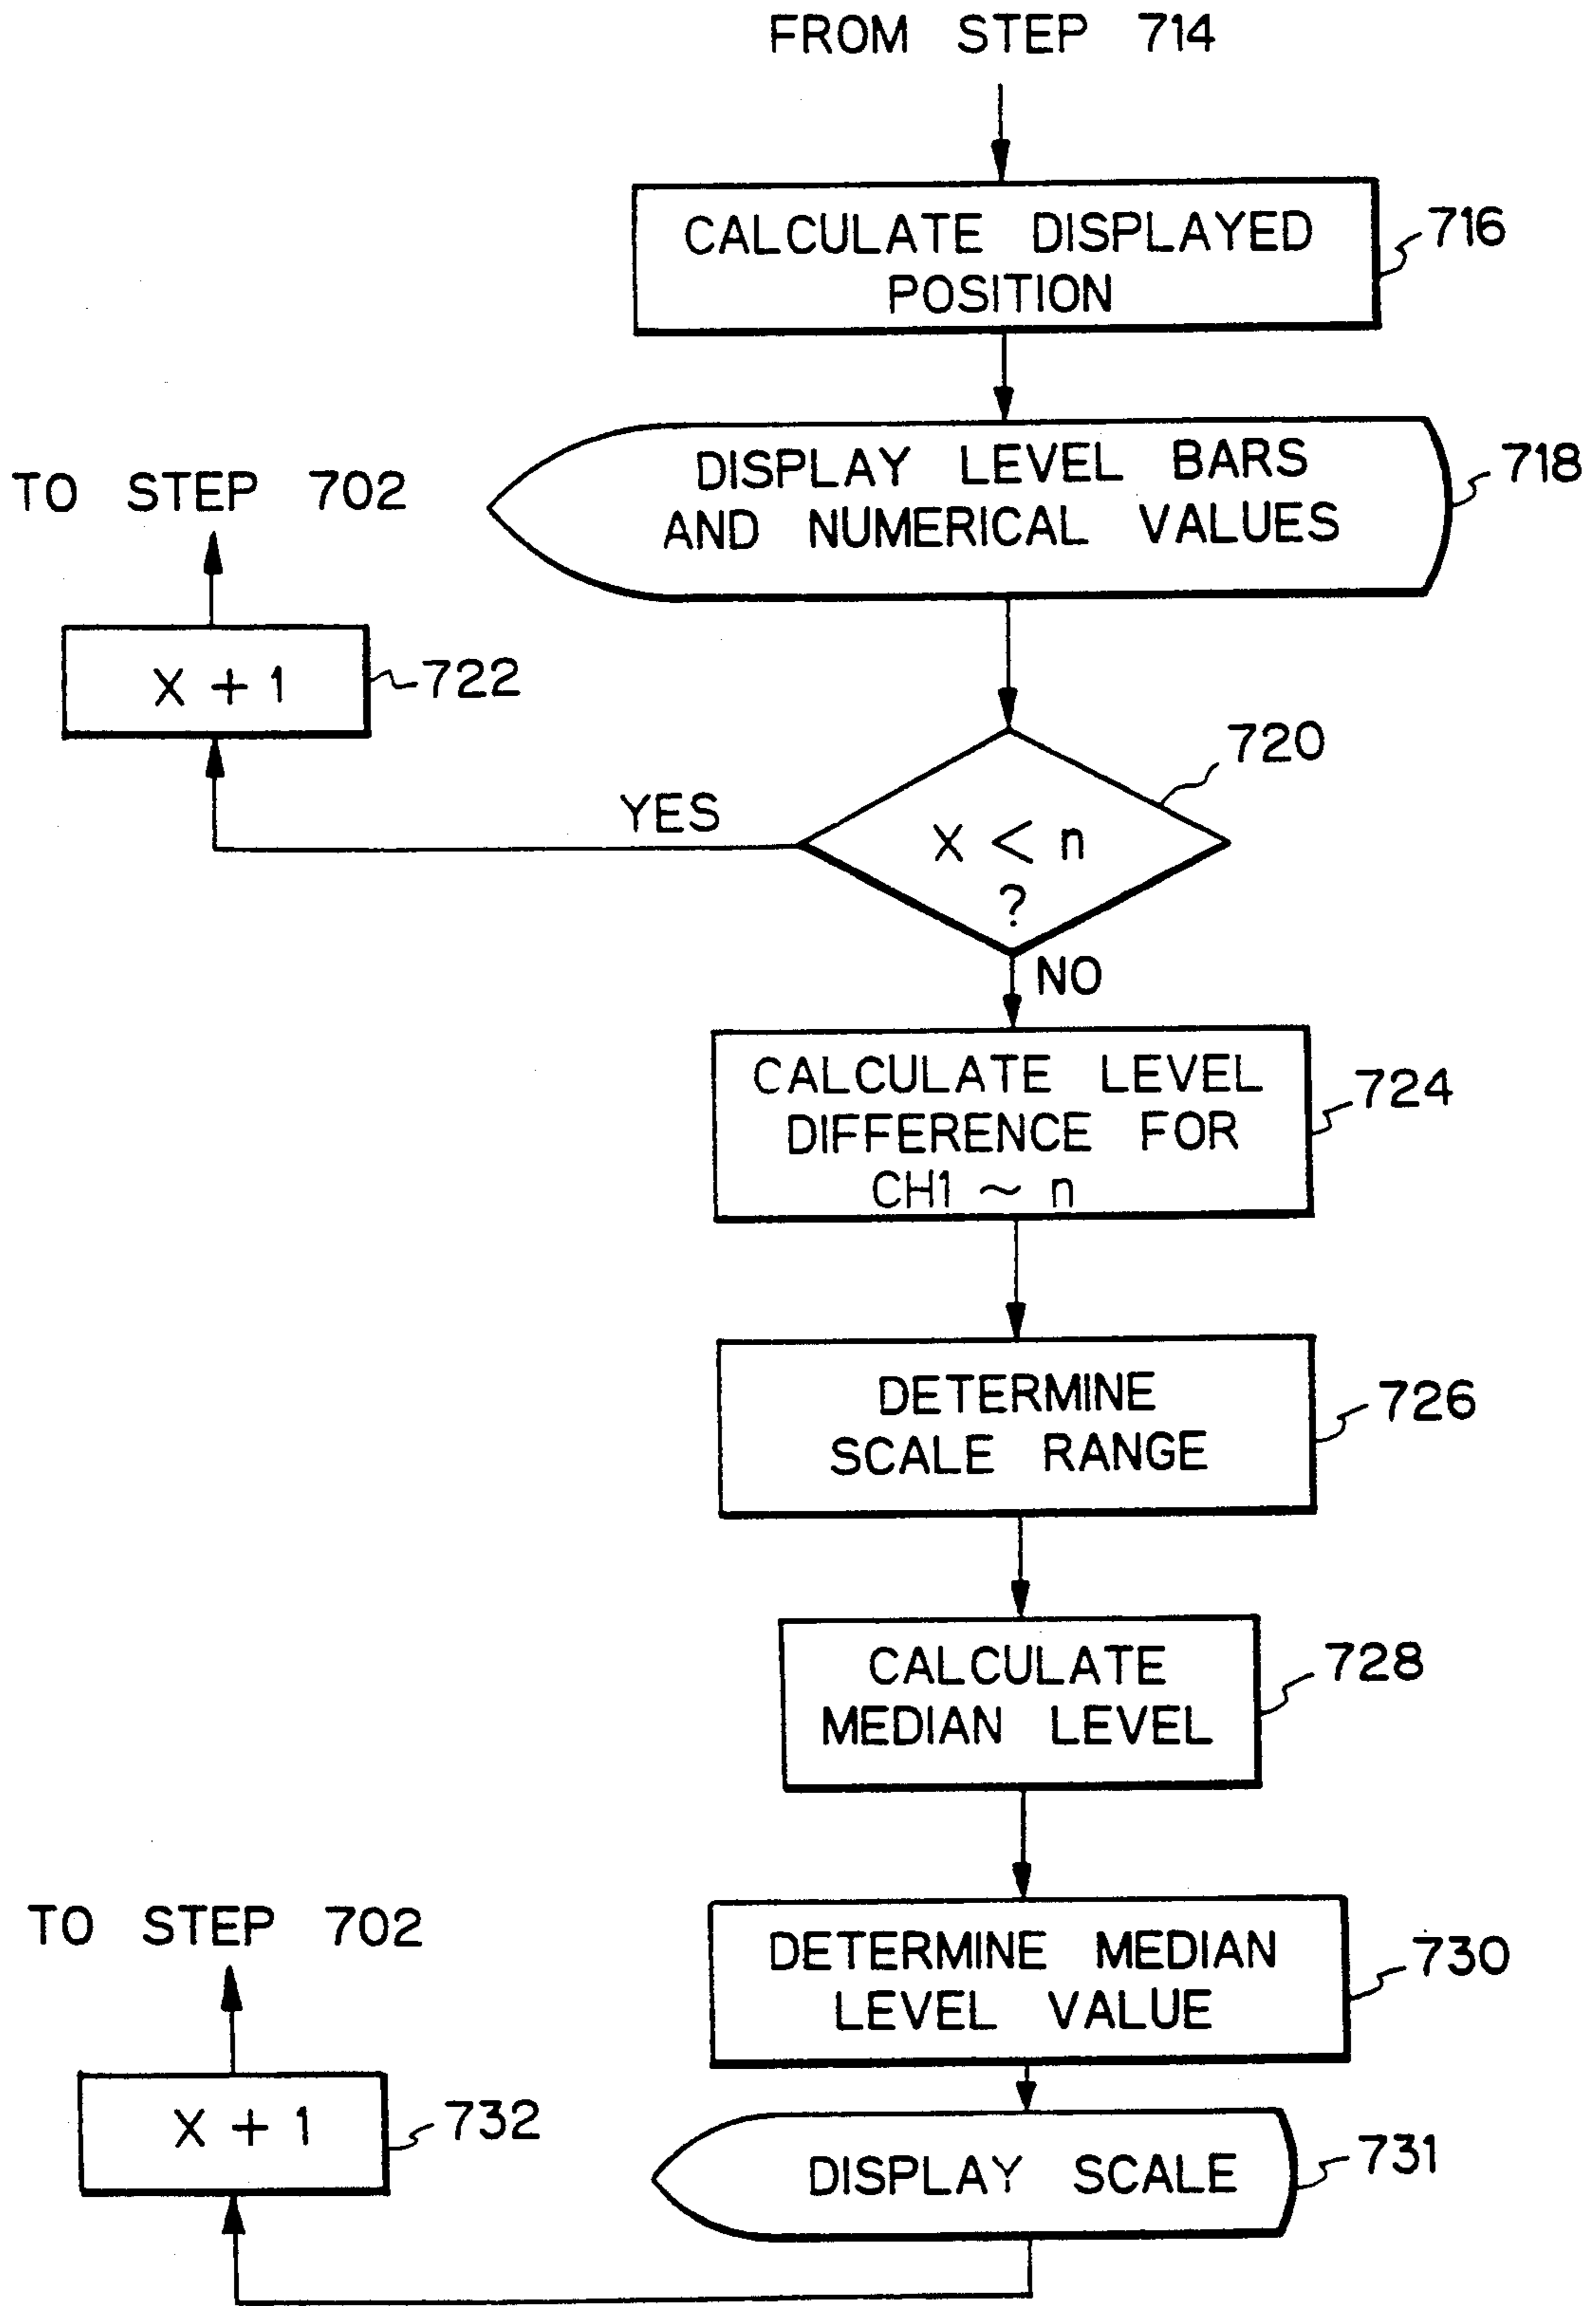 FROM STEP 714
CALCULATE DISPLAYED
POSITION
716
DISPLAY LEVEL BARS
AND NUMERICAL VALUES
718
TO STEP 702
X + 1
722
720
YES
X < n
?
NO
CALCULATE LEVEL
DIFFERENCE FOR
CH1 ~ n
724
DETERMINE
SCALE RANGE
726
CALCULATE
MEDIAN LEVEL
728
DETERMINE MEDIAN
LEVEL VALUE
730
TO STEP 702
X + 1
732
DISPLAY SCALE
731